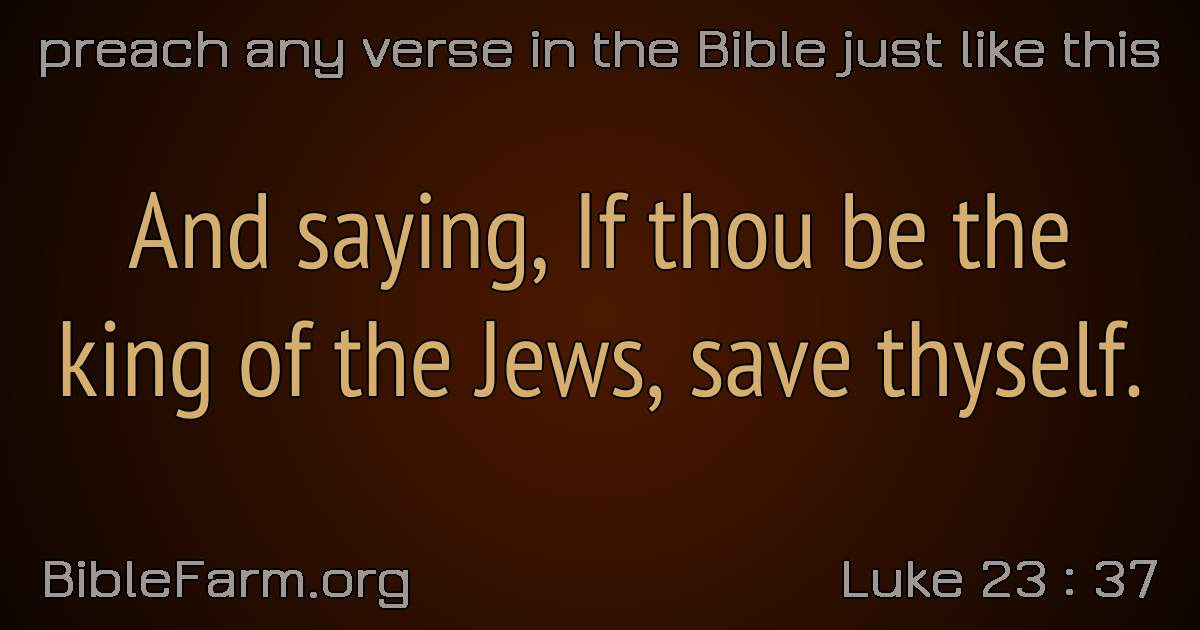 preach any verse in the Bible just like this
And saying, If thou be the
king of the Jews, save thyself.
BibleFarm.org
Luke 23 : 37